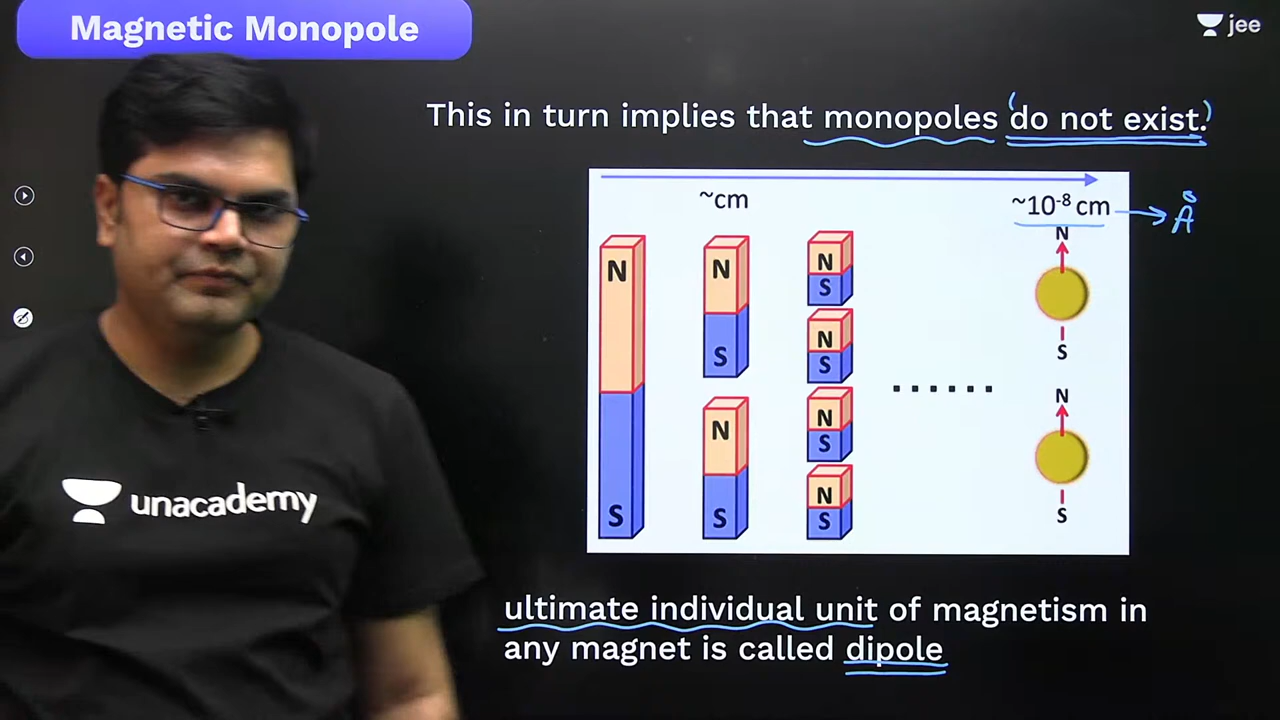 Magnetic Monopole
jee
This in turn implies that monopoles (do not exist.)
~cm
~10⁻⁸ cm → Å
N
S
N
S
N
S
N
S
N
S
N
S
N
S
N
S
N
S
......
unacademy
ultimate individual unit of magnetism in
any magnet is called dipole